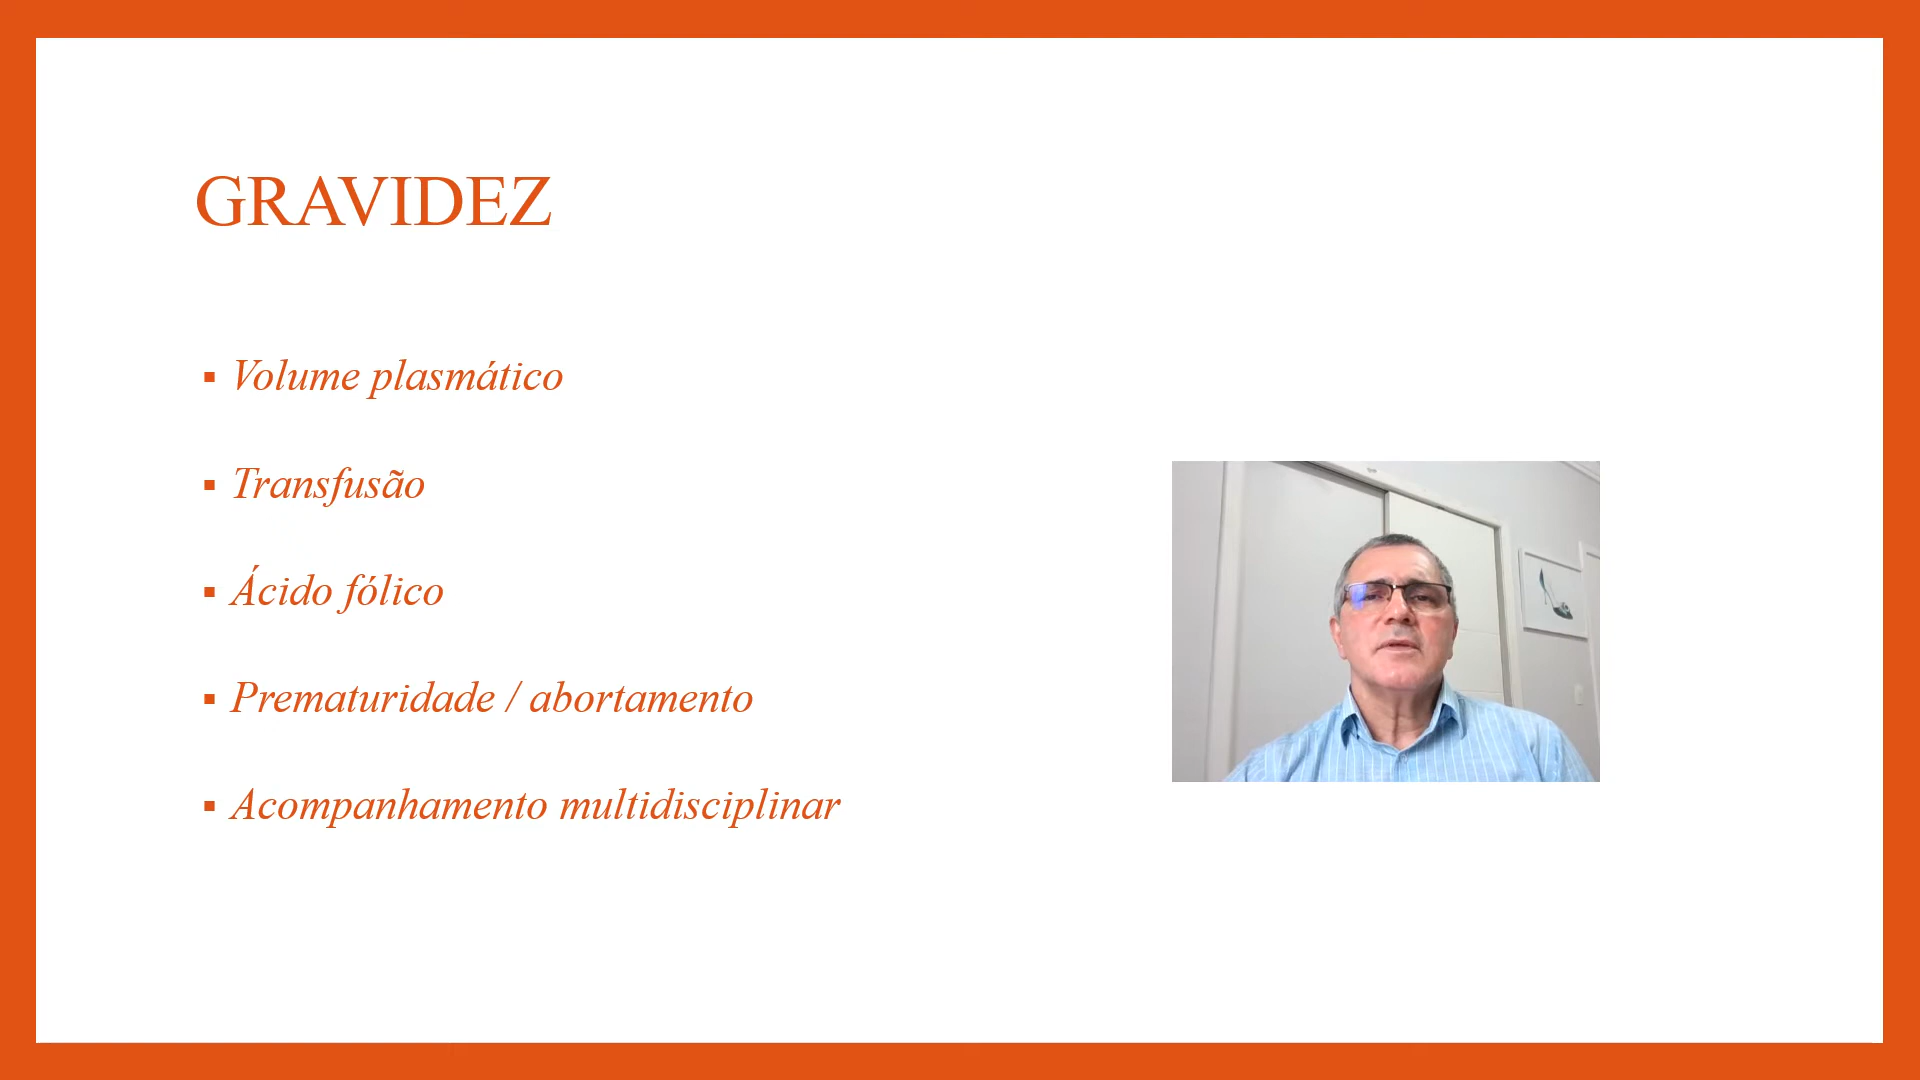 GRAVIDEZ
▪ Volume plasmático
▪ Transfusão
▪ Ácido fólico
▪ Prematuridade / abortamento
▪ Acompanhamento multidisciplinar